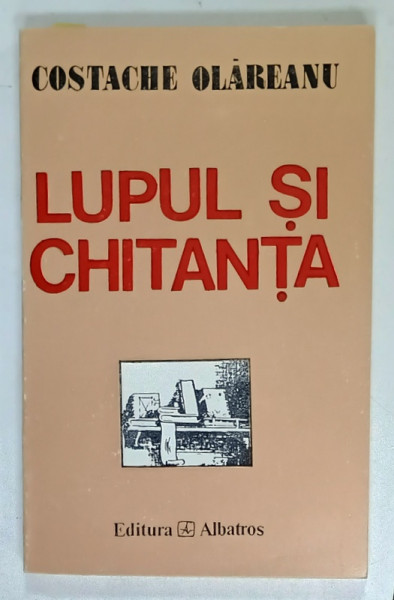 COSTACHE OLĂREANU
LUPUL ȘI
CHITANȚA
Editura Albatros